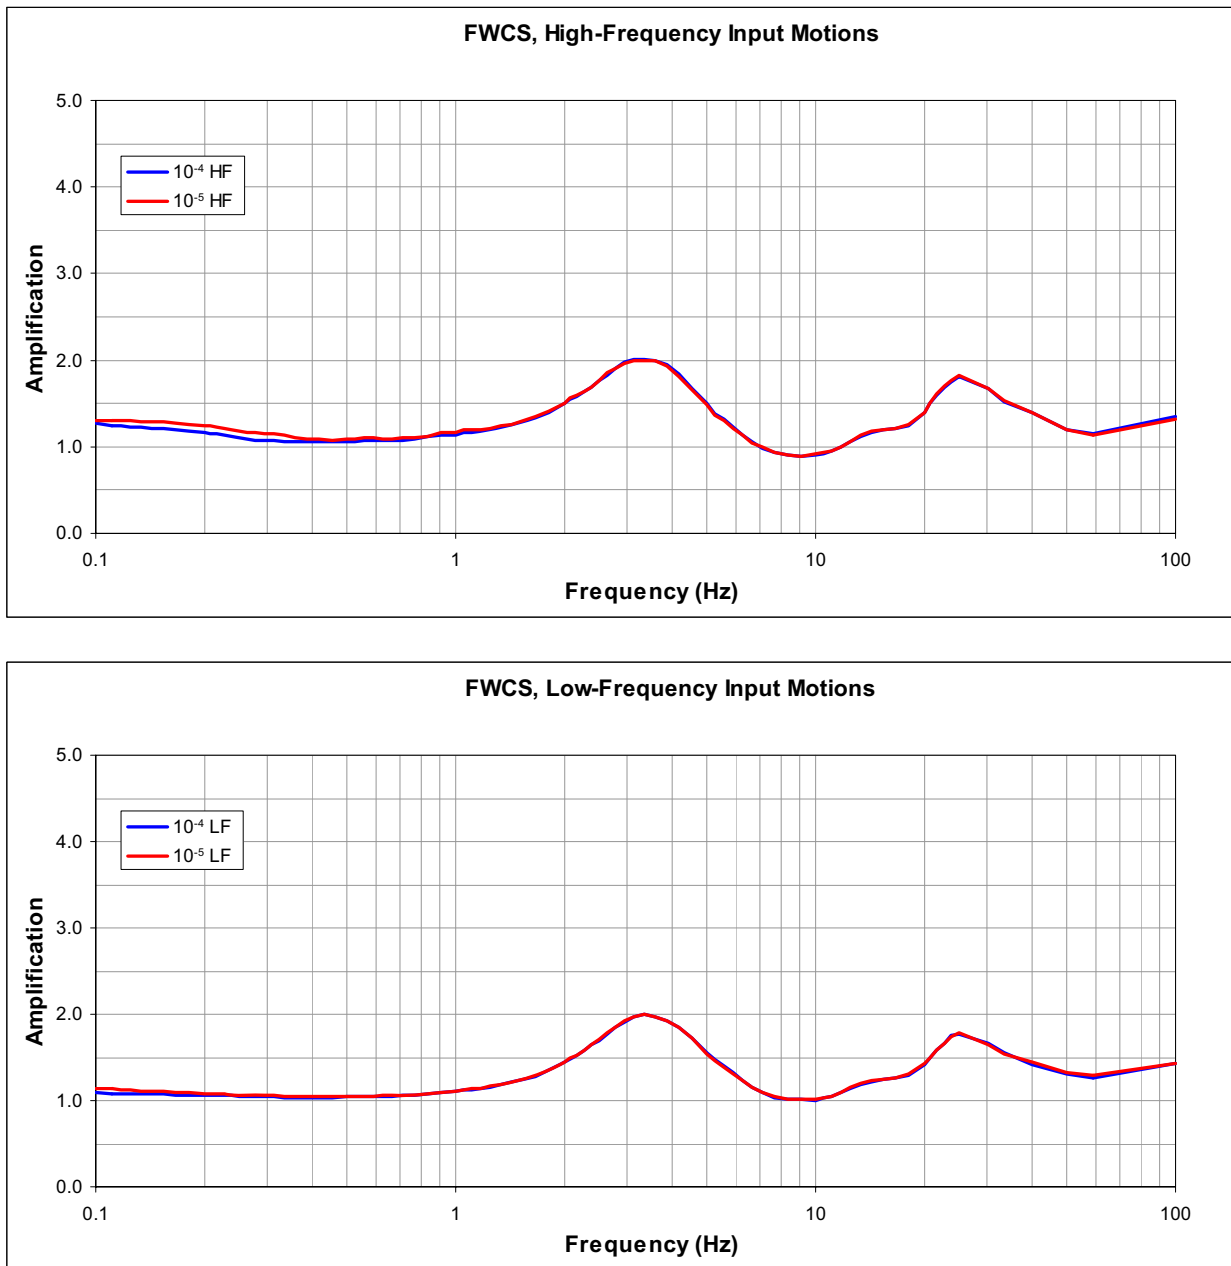 FWCS, High-Frequency Input Motions
5.0
4.0
3.0
2.0
1.0
0.0
Amplification
10⁻⁴ HF
10⁻⁵ HF
0.1 1 10 100
Frequency (Hz)
FWCS, Low-Frequency Input Motions
5.0
4.0
3.0
2.0
1.0
0.0
Amplification
10⁻⁴ LF
10⁻⁵ LF
0.1 1 10 100
Frequency (Hz)